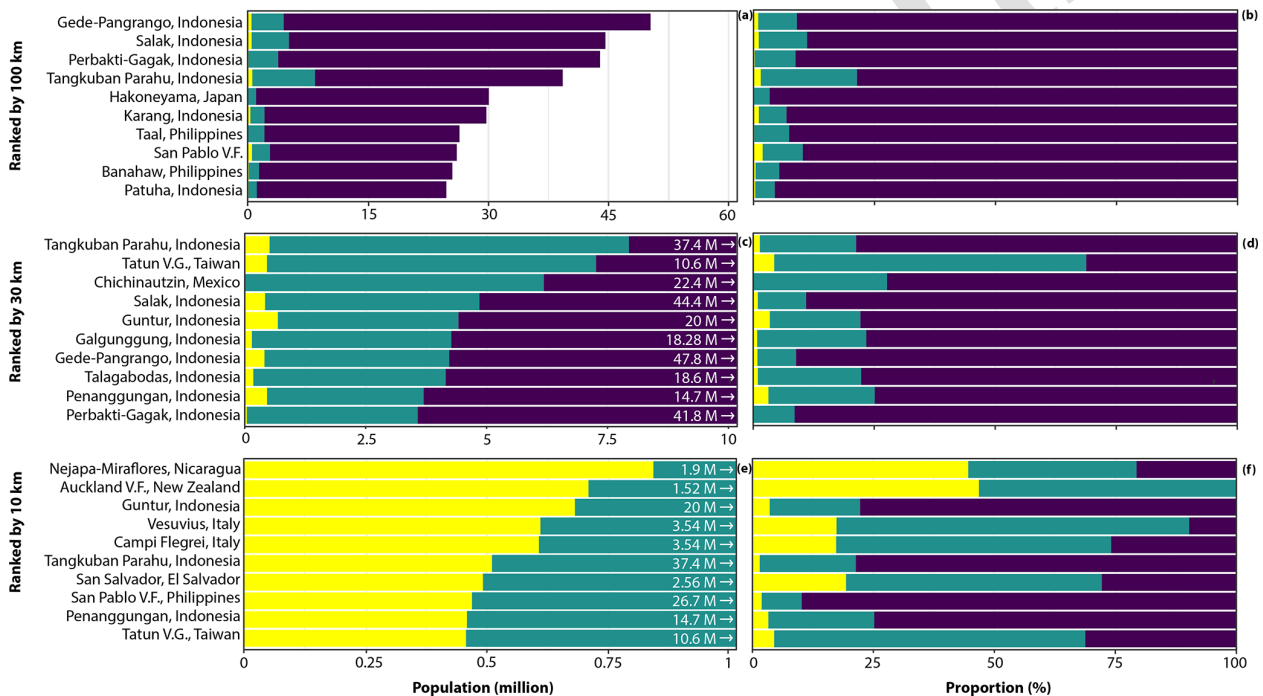 Ranked by 100 km
Gede-Pangrango, Indonesia
Salak, Indonesia
Perbakti-Gagak, Indonesia
Tangkuban Parahu, Indonesia
Hakoneyama, Japan
Karang, Indonesia
Taal, Philippines
San Pablo V.F.
Banahaw, Philippines
Patuha, Indonesia
0 15 30 45 60
(a)
(b)
Ranked by 30 km
Tangkuban Parahu, Indonesia 37.4 M →
Tatun V.G., Taiwan 10.6 M →
Chichinautzin, Mexico 22.4 M →
Salak, Indonesia 44.4 M →
Guntur, Indonesia 20 M →
Galgunggung, Indonesia 18.28 M →
Gede-Pangrango, Indonesia 47.8 M →
Talagabodas, Indonesia 18.6 M →
Penanggungan, Indonesia 14.7 M →
Perbakti-Gagak, Indonesia 41.8 M →
0 2.5 5 7.5 10
(c)
(d)
Ranked by 10 km
Nejapa-Miraflores, Nicaragua 1.9 M →
Auckland V.F., New Zealand 1.52 M →
Guntur, Indonesia 20 M →
Vesuvius, Italy 3.54 M →
Campi Flegrei, Italy 3.54 M →
Tangkuban Parahu, Indonesia 37.4 M →
San Salvador, El Salvador 2.56 M →
San Pablo V.F., Philippines 26.7 M →
Penanggungan, Indonesia 14.7 M →
Tatun V.G., Taiwan 10.6 M →
0 0.25 0.5 0.75 1
Population (million)
(e)
(f)
0 25 50 75 100
Proportion (%)